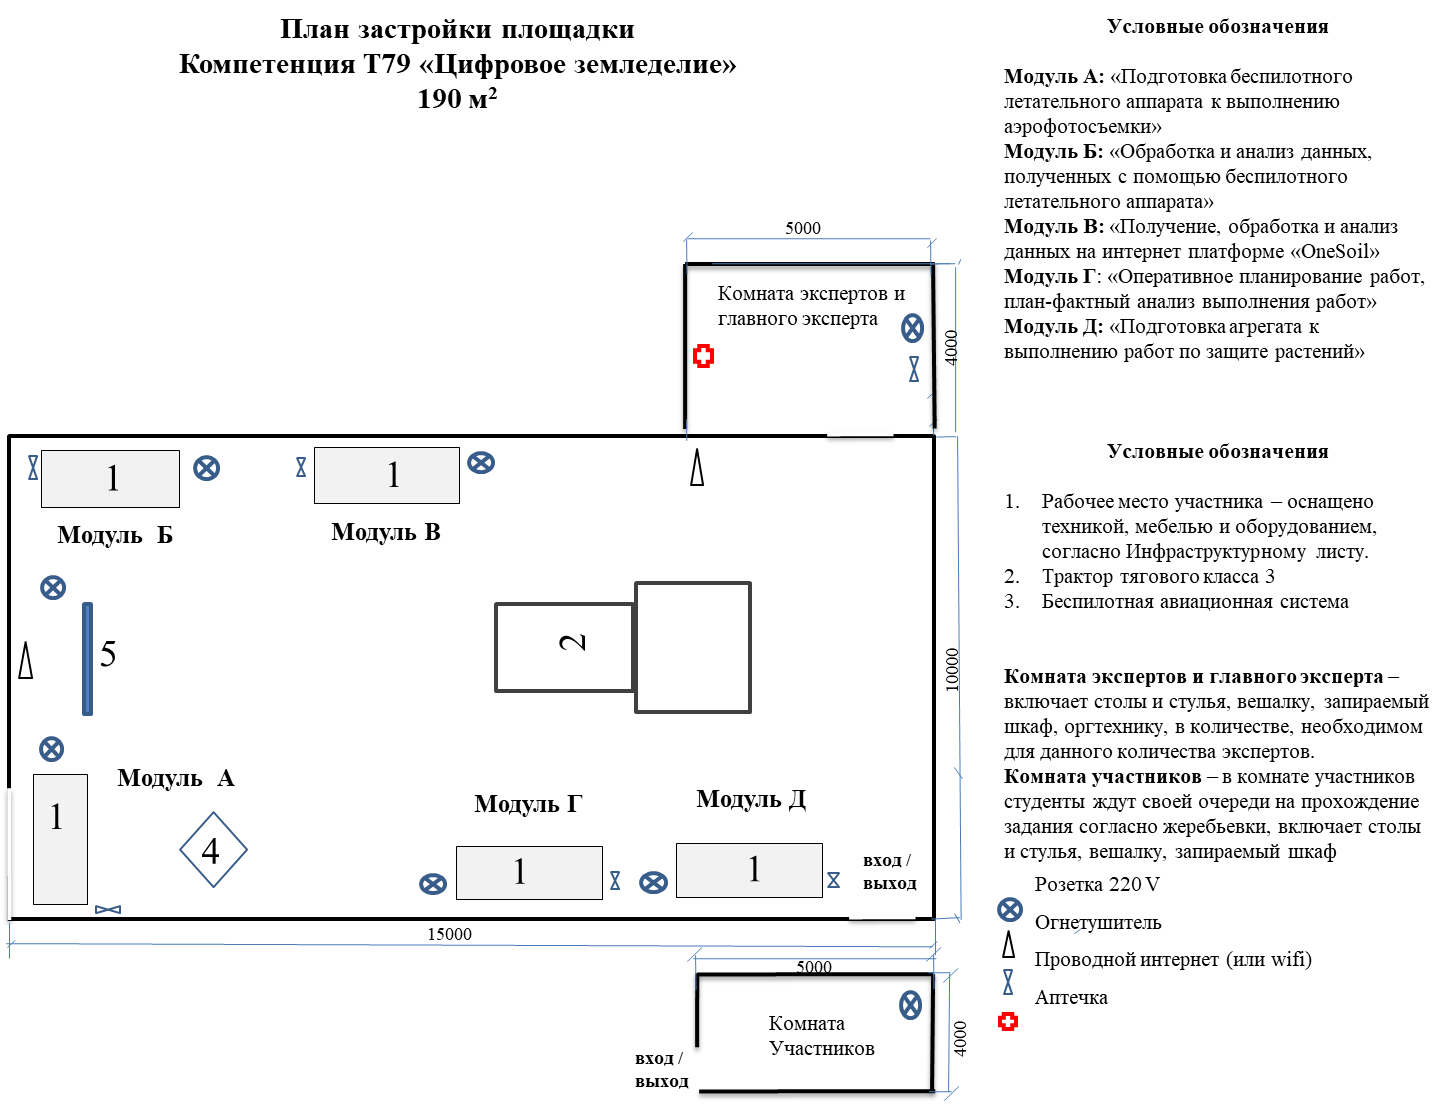 План застройки площадки
Компетенция Т79 «Цифровое земледелие»
190 м²
5000
Комната экспертов и
главного эксперта
4000
1
Модуль Б
1
Модуль В
5
2
10000
Модуль А
1
4
Модуль Г
1
Модуль Д
1
вход /
выход
15000
5000
Комната
Участников
4000
вход /
выход
Условные обозначения
Модуль А: «Подготовка беспилотного
летательного аппарата к выполнению
аэрофотосъемки»
Модуль Б: «Обработка и анализ данных,
полученных с помощью беспилотного
летательного аппарата»
Модуль В: «Получение, обработка и анализ
данных на интернет платформе «OneSoil»
Модуль Г: «Оперативное планирование работ,
план-фактный анализ выполнения работ»
Модуль Д: «Подготовка агрегата к
выполнению работ по защите растений»
Условные обозначения
1. Рабочее место участника – оснащено
техникой, мебелью и оборудованием,
согласно Инфраструктурному листу.
2. Трактор тягового класса 3
3. Беспилотная авиационная система
Комната экспертов и главного эксперта –
включает столы и стулья, вешалку, запираемый
шкаф, оргтехнику, в количестве, необходимом
для данного количества экспертов.
Комната участников – в комнате участников
студенты ждут своей очереди на прохождение
задания согласно жеребьевки, включает столы
и стулья, вешалку, запираемый шкаф
Розетка 220 V
Огнетушитель
Проводной интернет (или wifi)
Аптечка